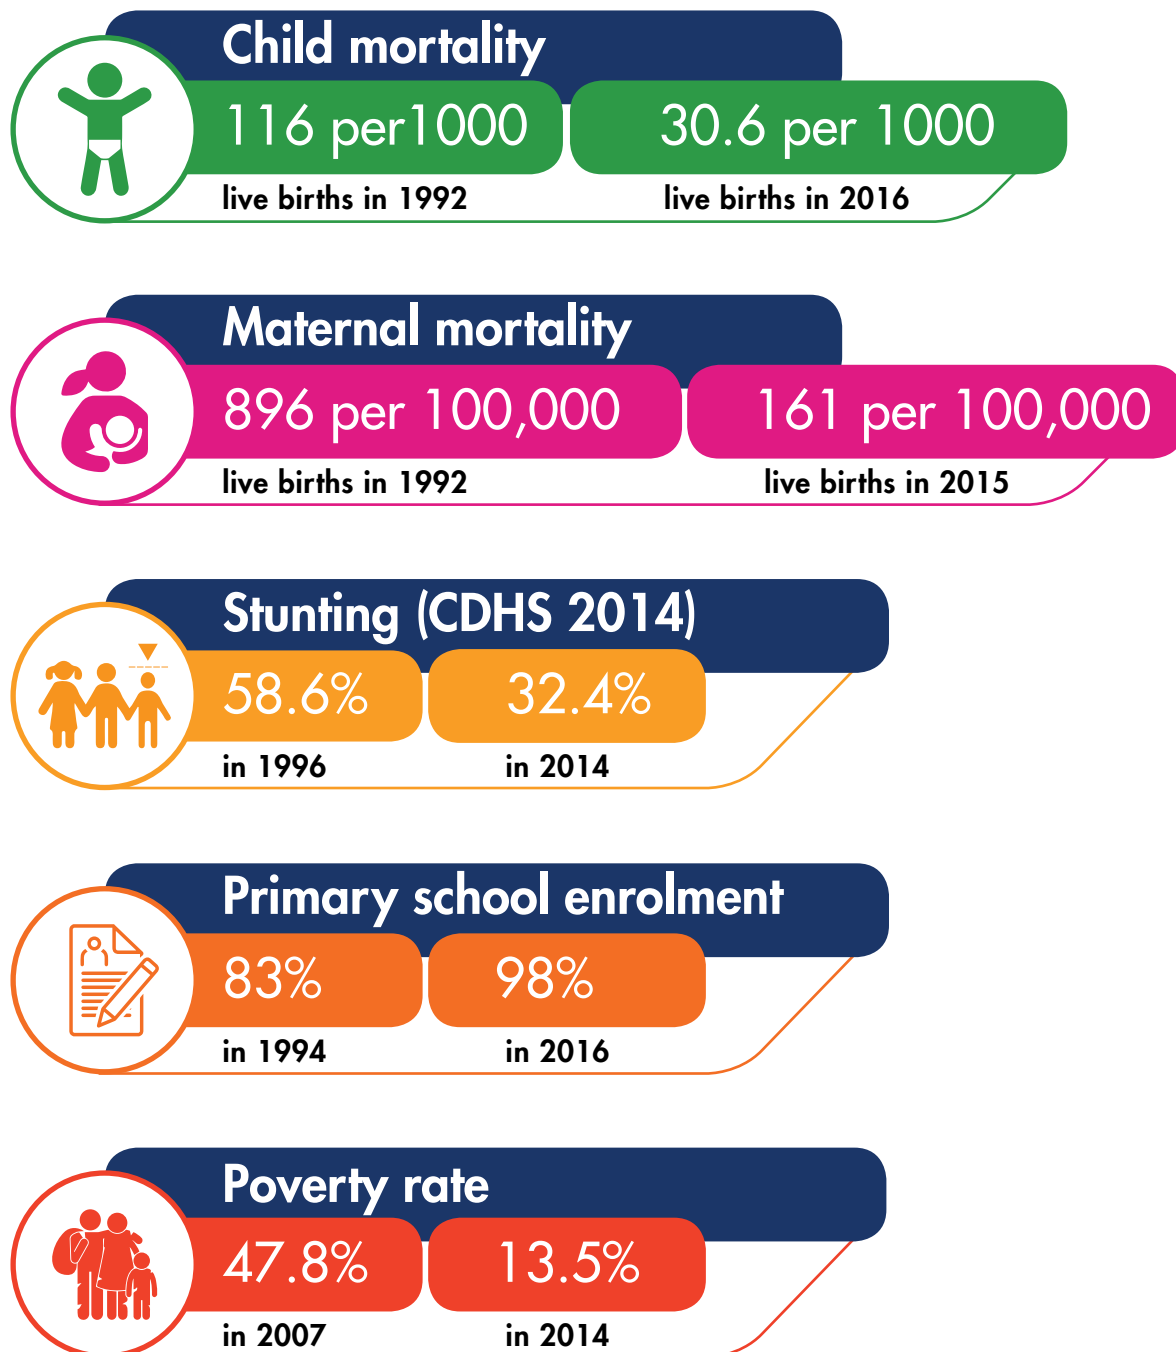 Child mortality
116 per1000 30.6 per 1000
live births in 1992 live births in 2016
Maternal mortality
896 per 100,000 161 per 100,000
live births in 1992 live births in 2015
Stunting (CDHS 2014)
58.6% 32.4%
in 1996 in 2014
Primary school enrolment
83% 98%
in 1994 in 2016
Poverty rate
47.8% 13.5%
in 2007 in 2014